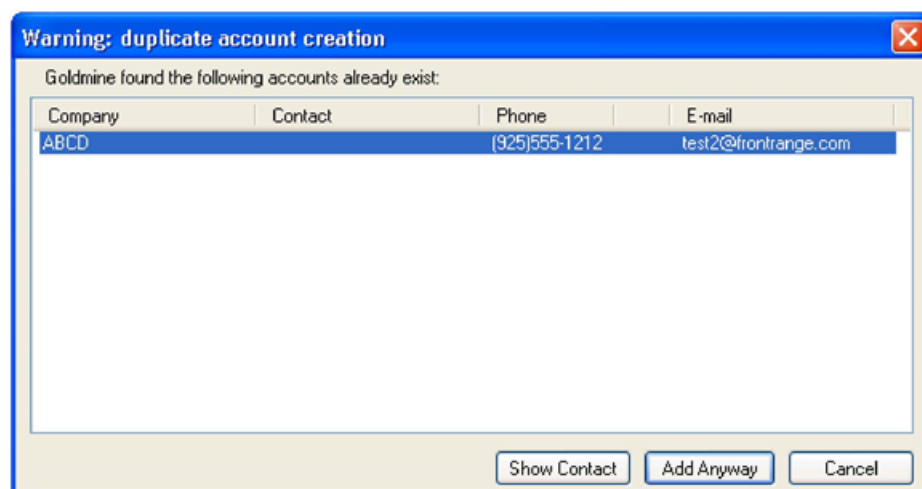 Warning: duplicate account creation
Goldmine found the following accounts already exist:
Company Contact Phone E-mail
ABCD (925)555-1212 test2@frontrange.com
Show Contact Add Anyway Cancel